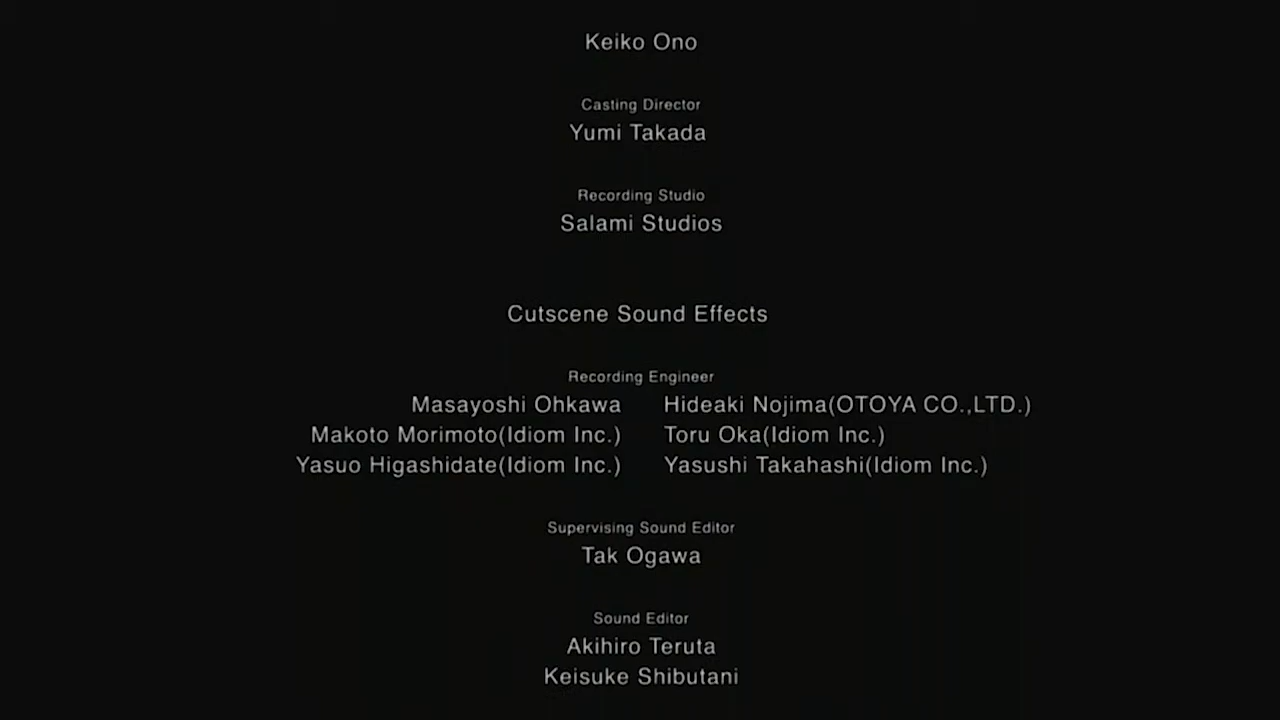 Keiko Ono
Casting Director
Yumi Takada
Recording Studio
Salami Studios
Cutscene Sound Effects
Recording Engineer
Masayoshi Ohkawa Hideaki Nojima(OTOYA CO.,LTD.)
Makoto Morimoto(Idiom Inc.) Toru Oka(Idiom Inc.)
Yasuo Higashidate(Idiom Inc.) Yasushi Takahashi(Idiom Inc.)
Supervising Sound Editor
Tak Ogawa
Sound Editor
Akihiro Teruta
Keisuke Shibutani